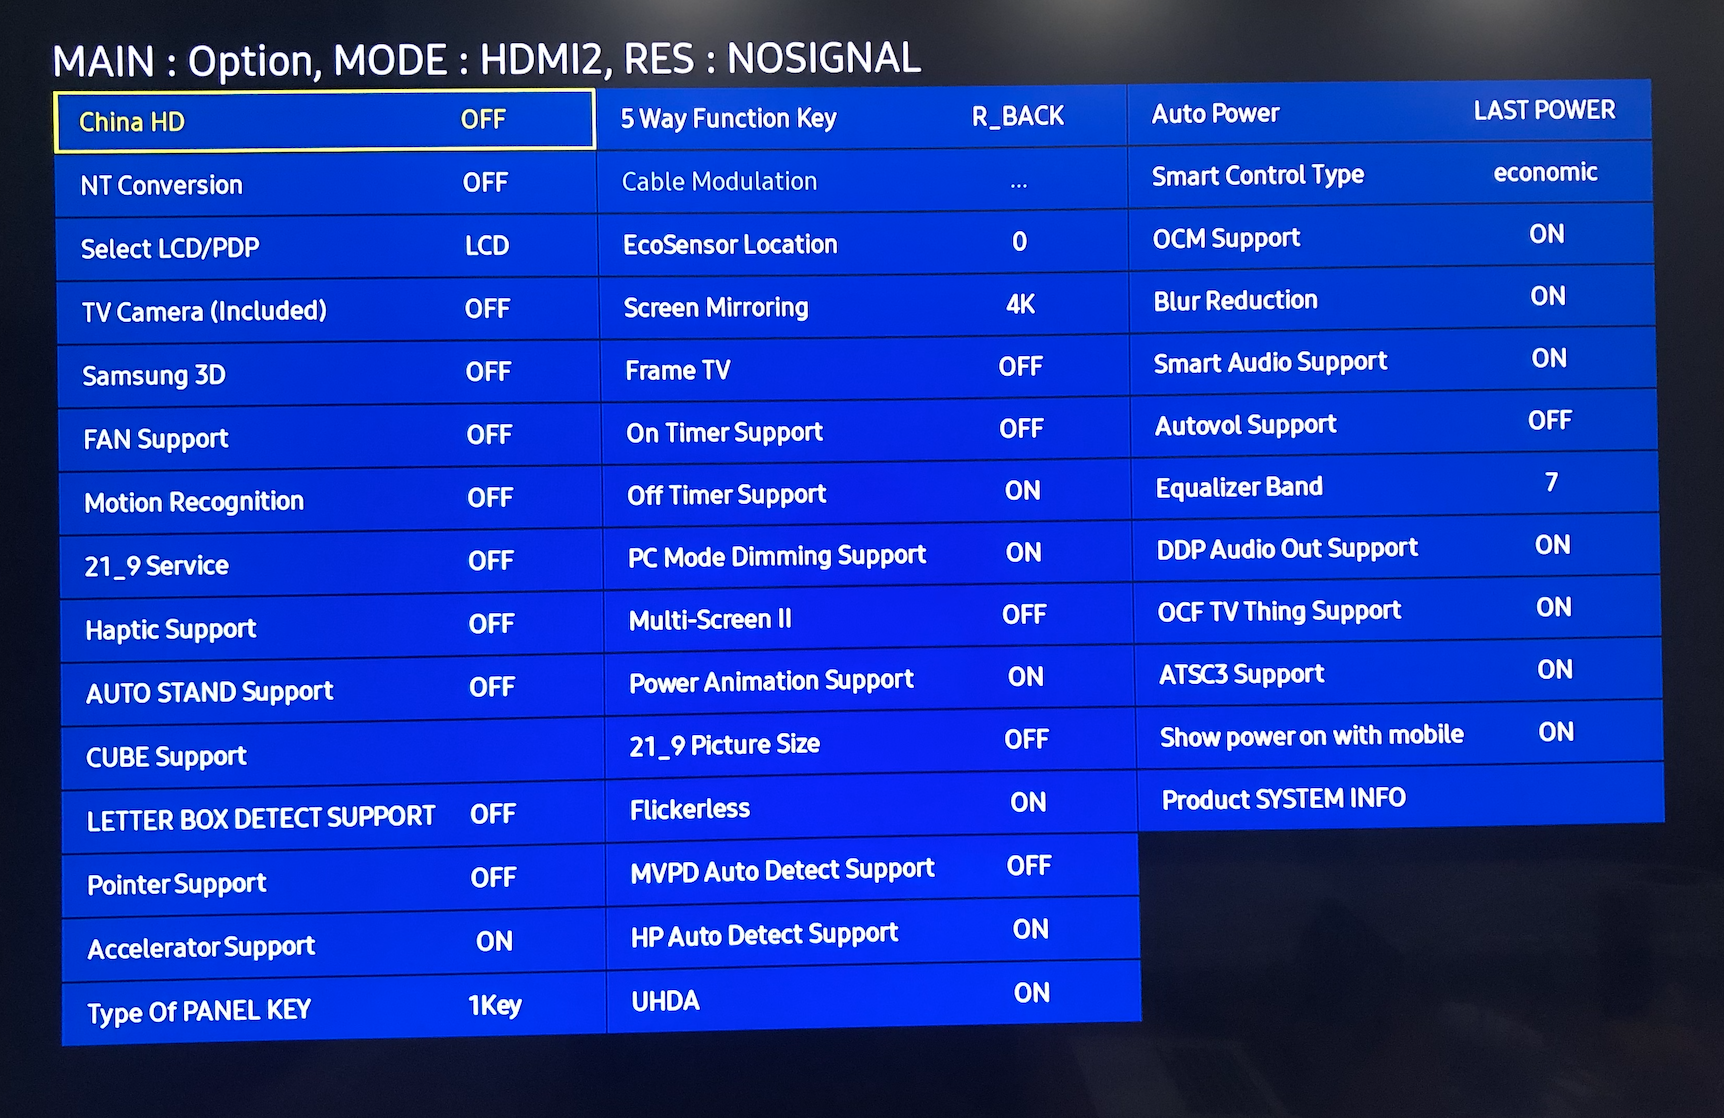 MAIN : Option, MODE : HDMI2, RES : NOSIGNAL
China HD OFF
NT Conversion OFF
Select LCD/PDP LCD
TV Camera (Included) OFF
Samsung 3D OFF
FAN Support OFF
Motion Recognition OFF
21_9 Service OFF
Haptic Support OFF
AUTO STAND Support OFF
CUBE Support
LETTER BOX DETECT SUPPORT OFF
Pointer Support OFF
Accelerator Support ON
Type Of PANEL KEY 1Key
5 Way Function Key R_BACK
Cable Modulation ...
EcoSensor Location 0
Screen Mirroring 4K
Frame TV OFF
On Timer Support OFF
Off Timer Support ON
PC Mode Dimming Support ON
Multi-Screen II OFF
Power Animation Support ON
21_9 Picture Size OFF
Flickerless ON
MVPD Auto Detect Support OFF
HP Auto Detect Support ON
UHDA ON
Auto Power LAST POWER
Smart Control Type economic
OCM Support ON
Blur Reduction ON
Smart Audio Support ON
Autovol Support OFF
Equalizer Band 7
DDP Audio Out Support ON
OCF TV Thing Support ON
ATSC3 Support ON
Show power on with mobile ON
Product SYSTEM INFO